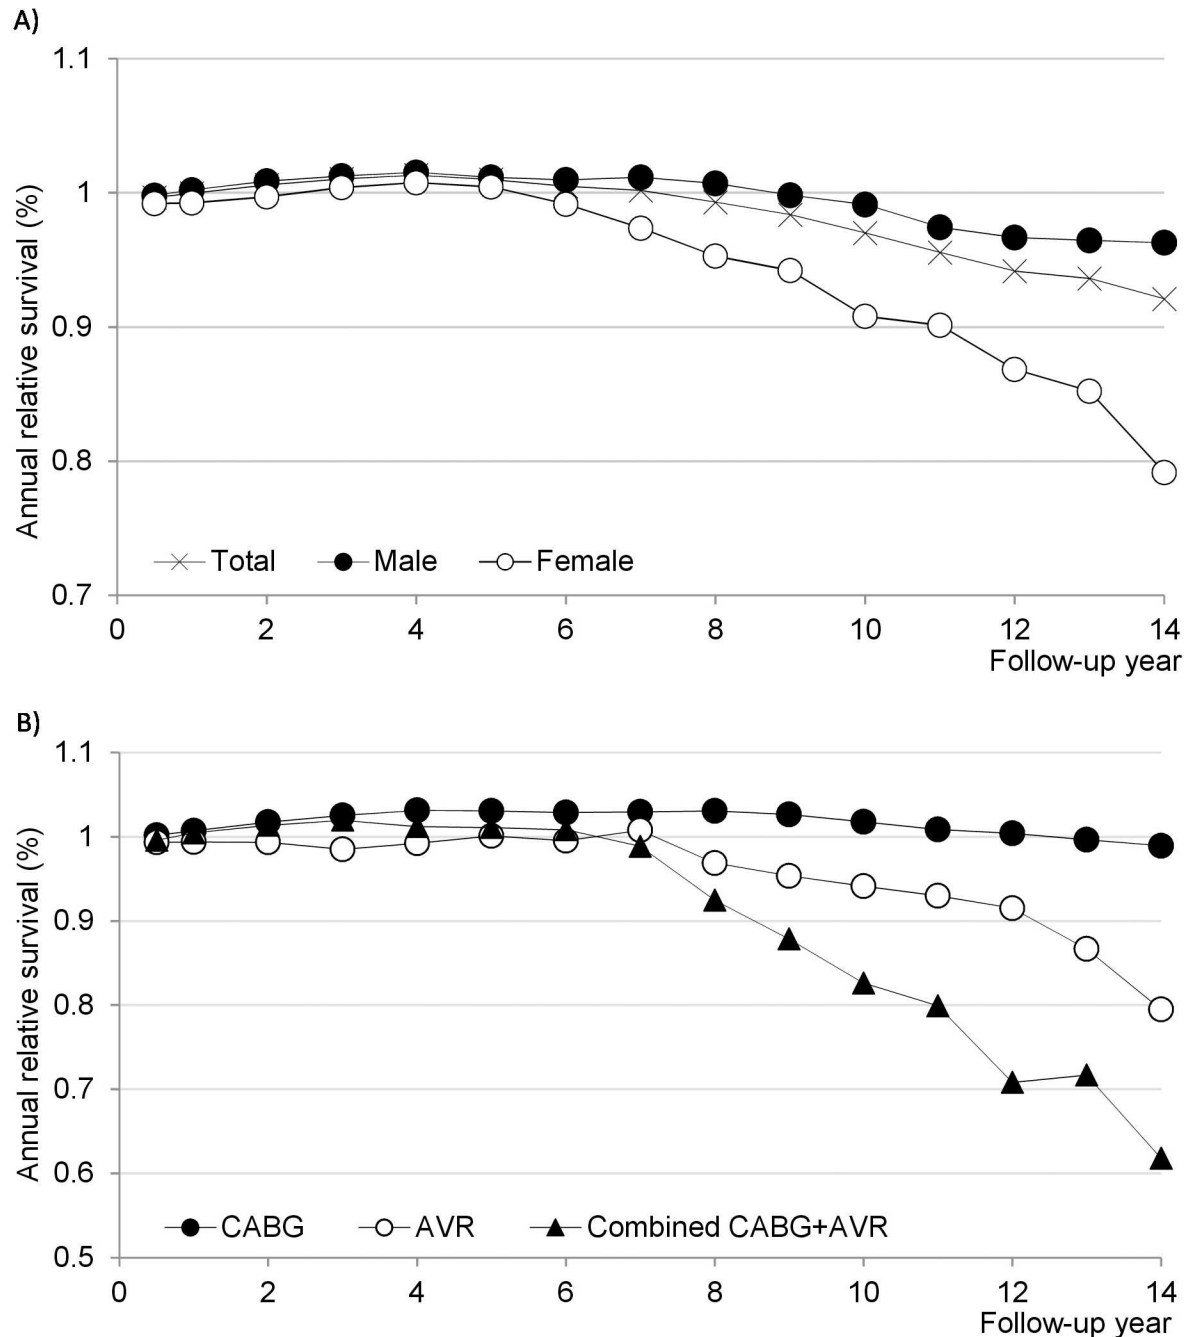 A)
Annual relative survival (%)
1.1
1
0.9
0.8
0.7
Total Male Female
0 2 4 6 8 10 12 14
Follow-up year
B)
Annual relative survival (%)
1.1
1
0.9
0.8
0.7
0.6
0.5
CABG AVR Combined CABG+AVR
0 2 4 6 8 10 12 14
Follow-up year